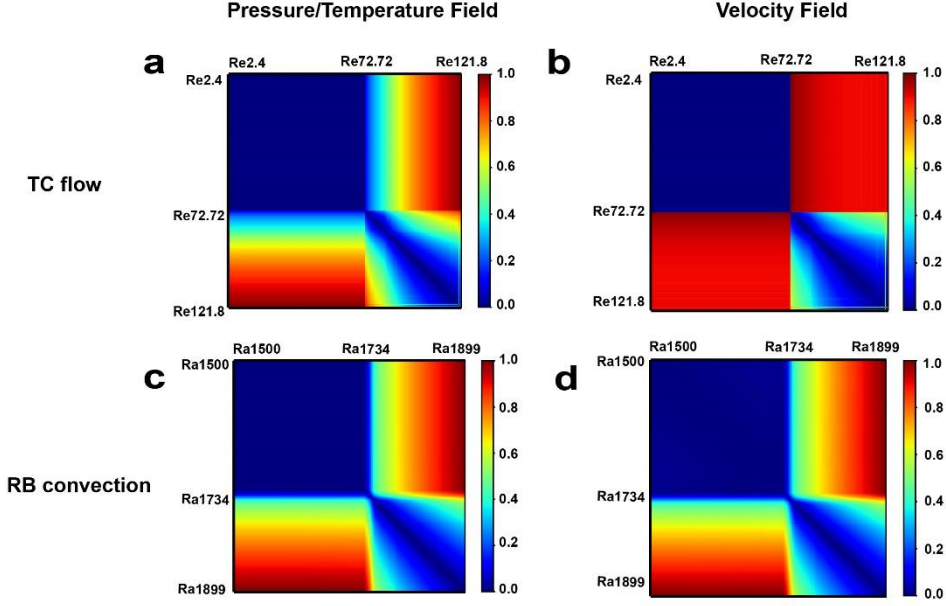 Pressure/Temperature Field
Velocity Field
a
Re2.4 Re72.72 Re121.8
b
Re2.4 Re72.72 Re121.8
Re2.4
1.0
0.8
0.6
0.4
0.2
0.0
Re2.4
1.0
0.8
0.6
0.4
0.2
0.0
TC flow
Re72.72
Re72.72
Re121.8
Re121.8
c
Ra1500 Ra1734 Ra1899
d
Ra1500 Ra1734 Ra1899
Ra1500
1.0
0.8
0.6
0.4
0.2
0.0
Ra1500
1.0
0.8
0.6
0.4
0.2
0.0
RB convection
Ra1734
Ra1734
Ra1899
Ra1899